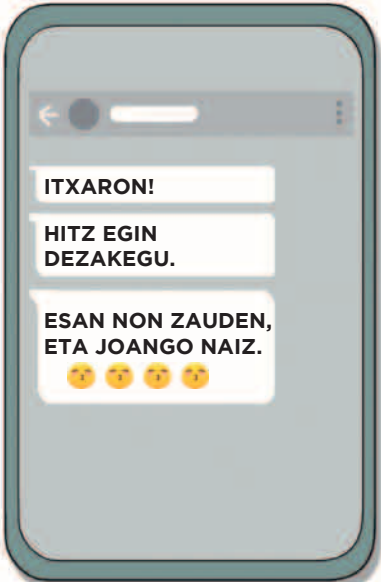 ITXARON!
HITZ EGIN
DEZAKEGU.
ESAN NON ZAUDEN,
ETA JOANGO NAIZ.
😚 😚 😚 😚